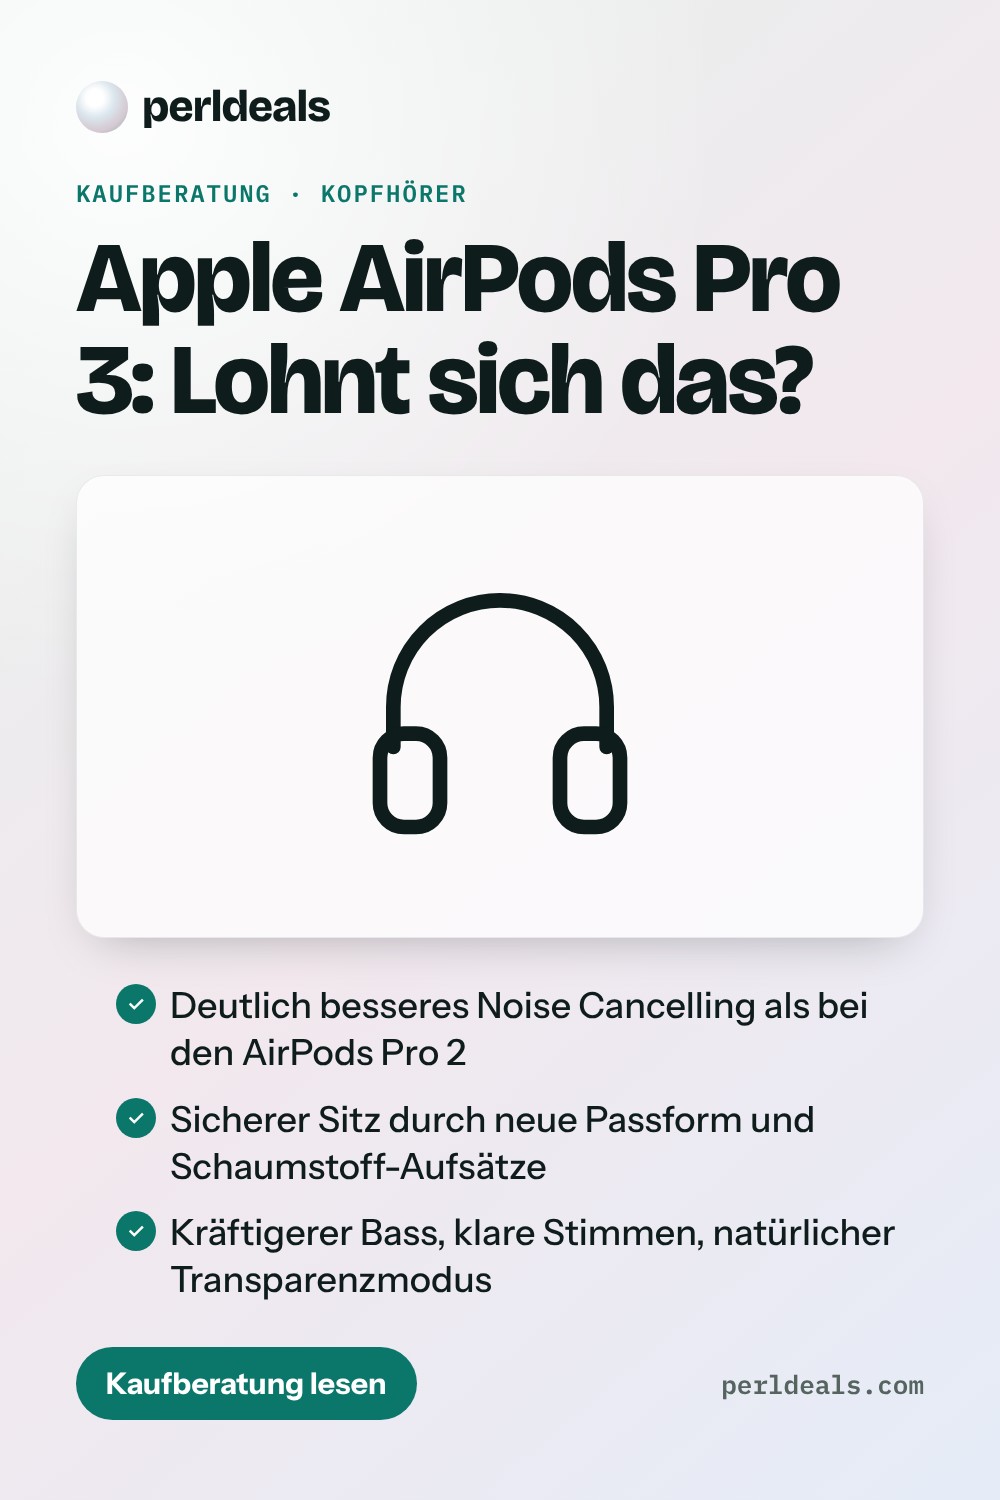 perldeals
KAUFBERATUNG · KOPFHÖRER
Apple AirPods Pro
3: Lohnt sich das?
Deutlich besseres Noise Cancelling als bei
den AirPods Pro 2
Sicherer Sitz durch neue Passform und
Schaumstoff-Aufsätze
Kräftigerer Bass, klare Stimmen, natürlicher
Transparenzmodus
Kaufberatung lesen
perldeals.com